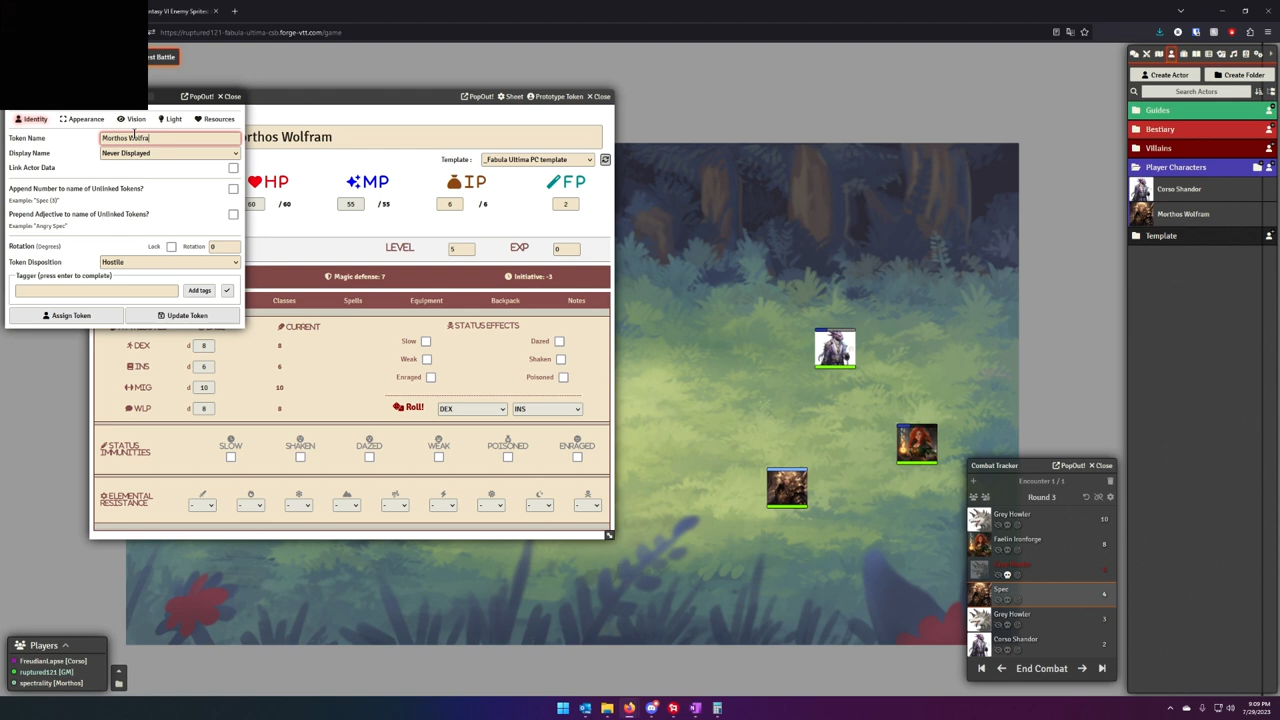 antasy VI Enemy Sprites
https://ruptured121-fabula-ultima-csb.forge-vtt.com/game
est Battle
Create Actor
Create Folder
Search Actors
Guides
Bestiary
Villains
Player Characters
Corso Shandor
Morthos Wolfram
Template
PopOut! Close
Identity Appearance Vision Light Resources
Token Name Morthos Wolfra
Display Name Never Displayed
Link Actor Data
Append Number to name of Unlinked Tokens?
Example: "Spec (3)"
Prepend Adjective to name of Unlinked Tokens?
Example: "Angry Spec"
Rotation (Degrees) Lock Rotation 0
Token Disposition Hostile
Tagger (press enter to complete)
Add tags
Assign Token Update Token
PopOut! Sheet Prototype Token Close
rthos Wolfram
Template : _Fabula Ultima PC template
HP MP IP FP
60 / 60 55 / 55 6 / 6 2
LEVEL 5 EXP 0
Magic defense: 7 Initiative: -3
Classes Spells Equipment Backpack Notes
CURRENT STATUS EFFECTS
DEX d 8 8
INS d 6 6
MIG d 10 10
WLP d 8 8
Slow Dazed
Weak Shaken
Enraged Poisoned
Roll! DEX INS
STATUS IMMUNITIES
SLOW SHAKEN DAZED WEAK POISONED ENRAGED
ELEMENTAL RESISTANCE
- - - - - - - - -
Combat Tracker PopOut! Close
Encounter 1 / 1
Round 3
Grey Howler 10
Faelin Ironforge 8
Spec 4
Grey Howler 3
Corso Shandor 2
End Combat
Players
FreudianLapse [Corso]
ruptured121 [GM]
spectrality [Morthos]
9:09 PM
7/29/2023